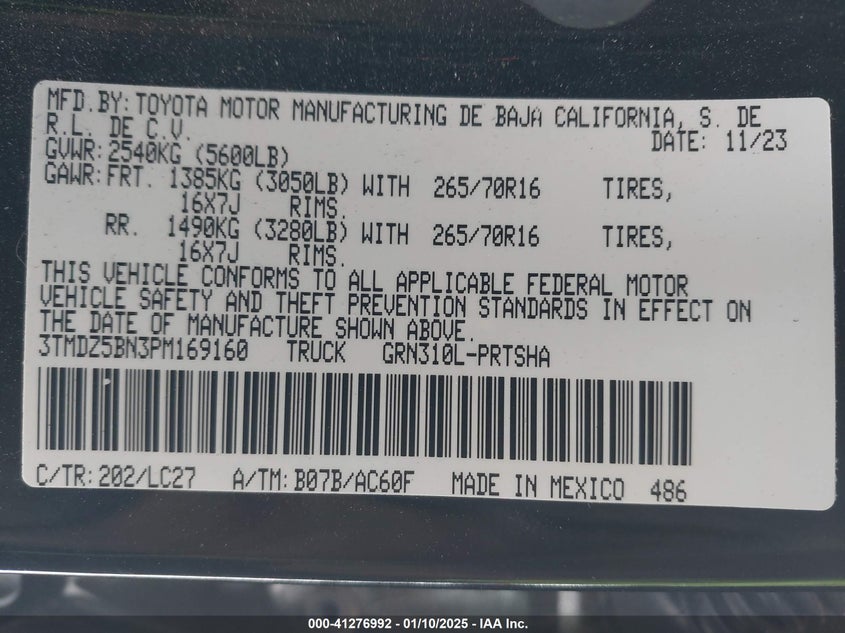 MFD.BY: TOYOTA MOTOR MANUFACTURING DE BAJA CALIFORNIA, S. DE
R.L. DE C.V. DATE: 11/23
GVWR: 2540KG (5600LB)
GAWR: FRT. 1385KG (3050LB) WITH 265/70R16 TIRES,
16X7J RIMS.
RR. 1490KG (3280LB) WITH 265/70R16 TIRES,
16X7J RIMS.
THIS VEHICLE CONFORMS TO ALL APPLICABLE FEDERAL MOTOR
VEHICLE SAFETY AND THEFT PREVENTION STANDARDS IN EFFECT ON
THE DATE OF MANUFACTURE SHOWN ABOVE.
3TMDZ5BN3PM169160 TRUCK GRN310L-PRTSHA
C/TR: 202/LC27 A/TM: B07B/AC60F MADE IN MEXICO 486
000-41276992 - 01/10/2025 - IAA Inc.